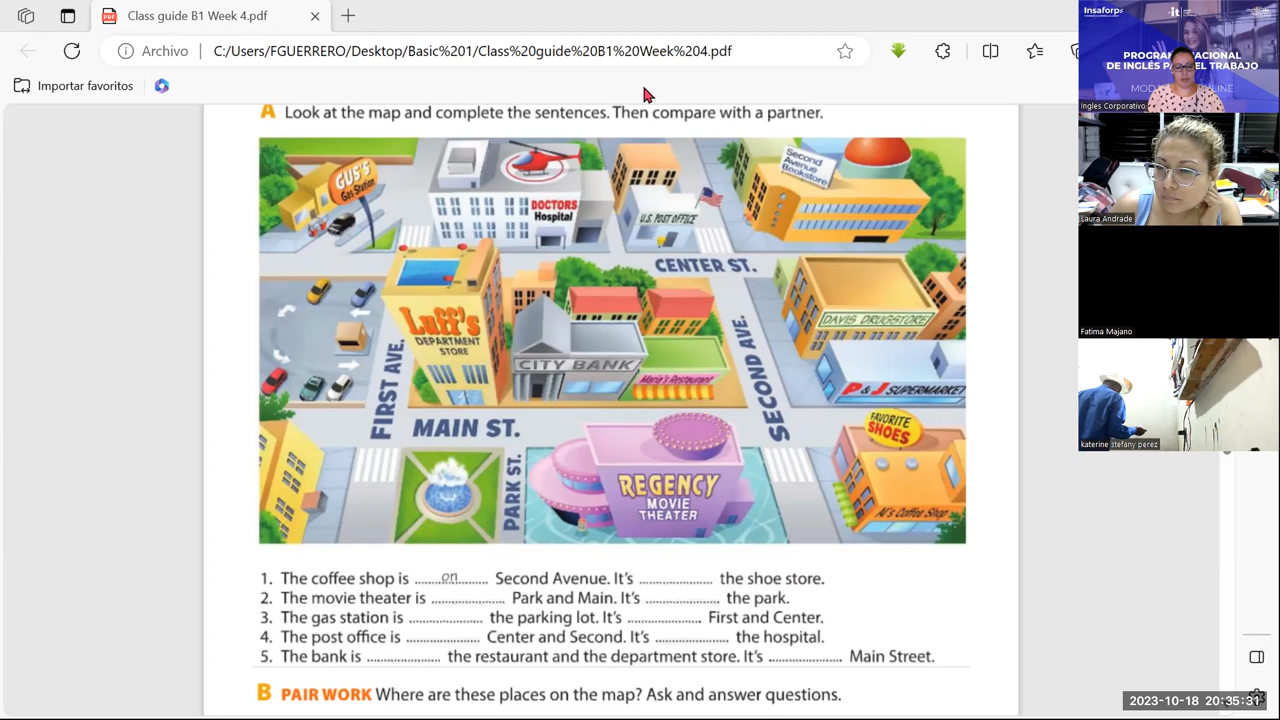 Class guide B1 Week 4.pdf
Archivo
C:/Users/FGUERRERO/Desktop/Basic%201/Class%20guide%20B1%20Week%204.pdf
Importar favoritos
A Look at the map and complete the sentences. Then compare with a partner.
GUS'S
Gas Station
DOCTORS
Hospital
U.S. POST OFFICE
Second
Avenue
Bookstore
CENTER ST.
Luff's
DEPARTMENT
STORE
CITY BANK
Maria's Restaurant
DAVIS DRUGSTORE
P & J SUPERMARKET
FIRST AVE.
SECOND AVE.
MAIN ST.
PARK ST.
REGENCY
MOVIE
THEATER
FAVORITE
SHOES
Al's Coffee Shop
1. The coffee shop is ......on...... Second Avenue. It's .................. the shoe store.
2. The movie theater is .................. Park and Main. It's .................. the park.
3. The gas station is .................. the parking lot. It's .................. First and Center.
4. The post office is .................. Center and Second. It's .................. the hospital.
5. The bank is .................. the restaurant and the department store. It's .................. Main Street.
B PAIR WORK Where are these places on the map? Ask and answer questions.
Insaforp
it
Ingles Corporativo
Laura Andrade
Fatima Majano
katerine stefany perez
2023-10-18 20:35:31